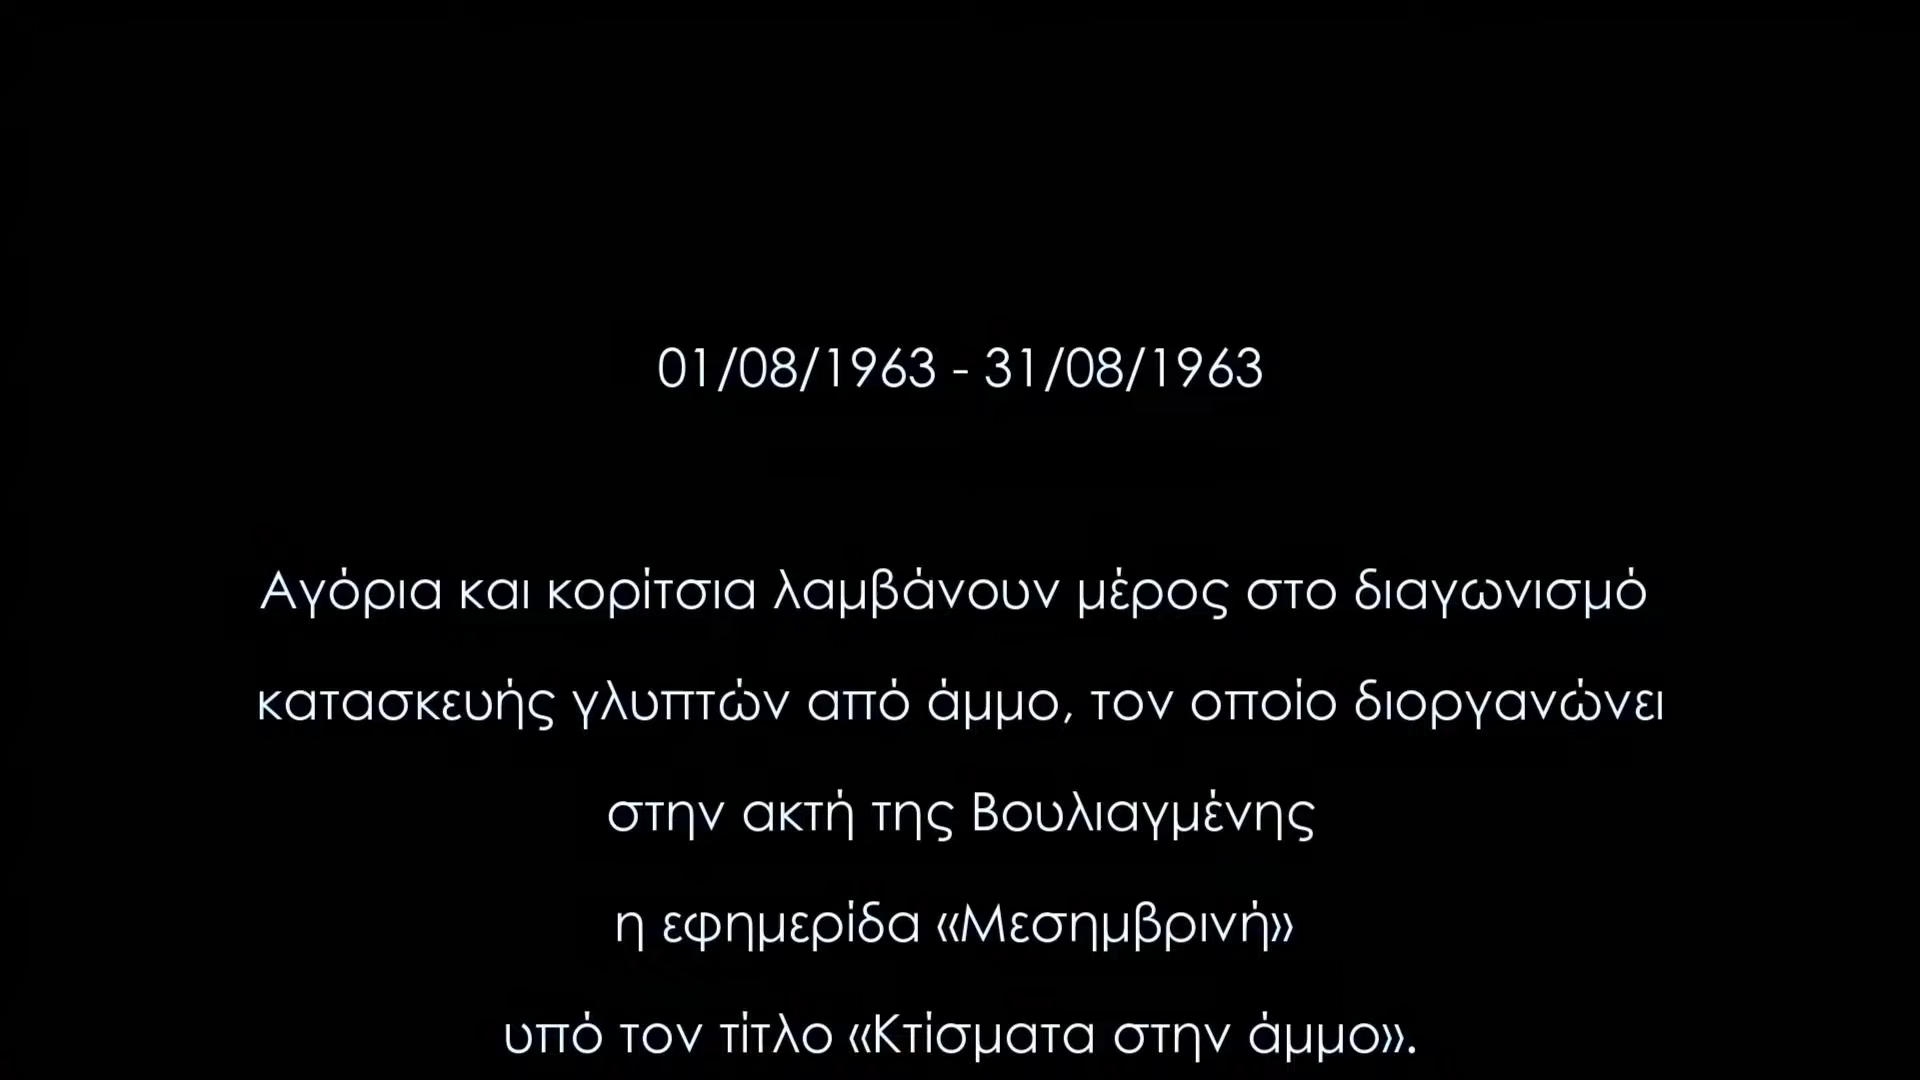 01/08/1963 - 31/08/1963
Αγόρια και κορίτσια λαμβάνουν μέρος στο διαγωνισμό
κατασκευής γλυπτών από άμμο, τον οποίο διοργανώνει
στην ακτή της Βουλιαγμένης
η εφημερίδα «Μεσημβρινή»
υπό τον τίτλο «Κτίσματα στην άμμο».